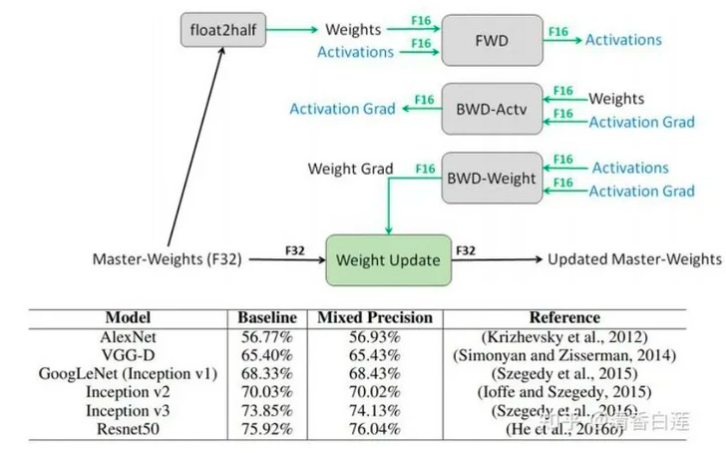 float2half
Weights
F16
FWD
F16
Activations
Activations
F16
Activation Grad
F16
BWD-Actv
F16
Weights
F16
Activation Grad
Weight Grad
F16
BWD-Weight
F16
Activations
F16
Activation Grad
Master-Weights (F32)
F32
Weight Update
F32
Updated Master-Weights
Model Baseline Mixed Precision Reference
AlexNet 56.77% 56.93% (Krizhevsky et al., 2012)
VGG-D 65.40% 65.43% (Simonyan and Zisserman, 2014)
GoogLeNet (Inception v1) 68.33% 68.43% (Szegedy et al., 2015)
Inception v2 70.03% 70.02% (Ioffe and Szegedy, 2015)
Inception v3 73.85% 74.13% (Szegedy et al., 2016)
Resnet50 75.92% 76.04% (He et al., 2016b)
知乎 @清香白莲